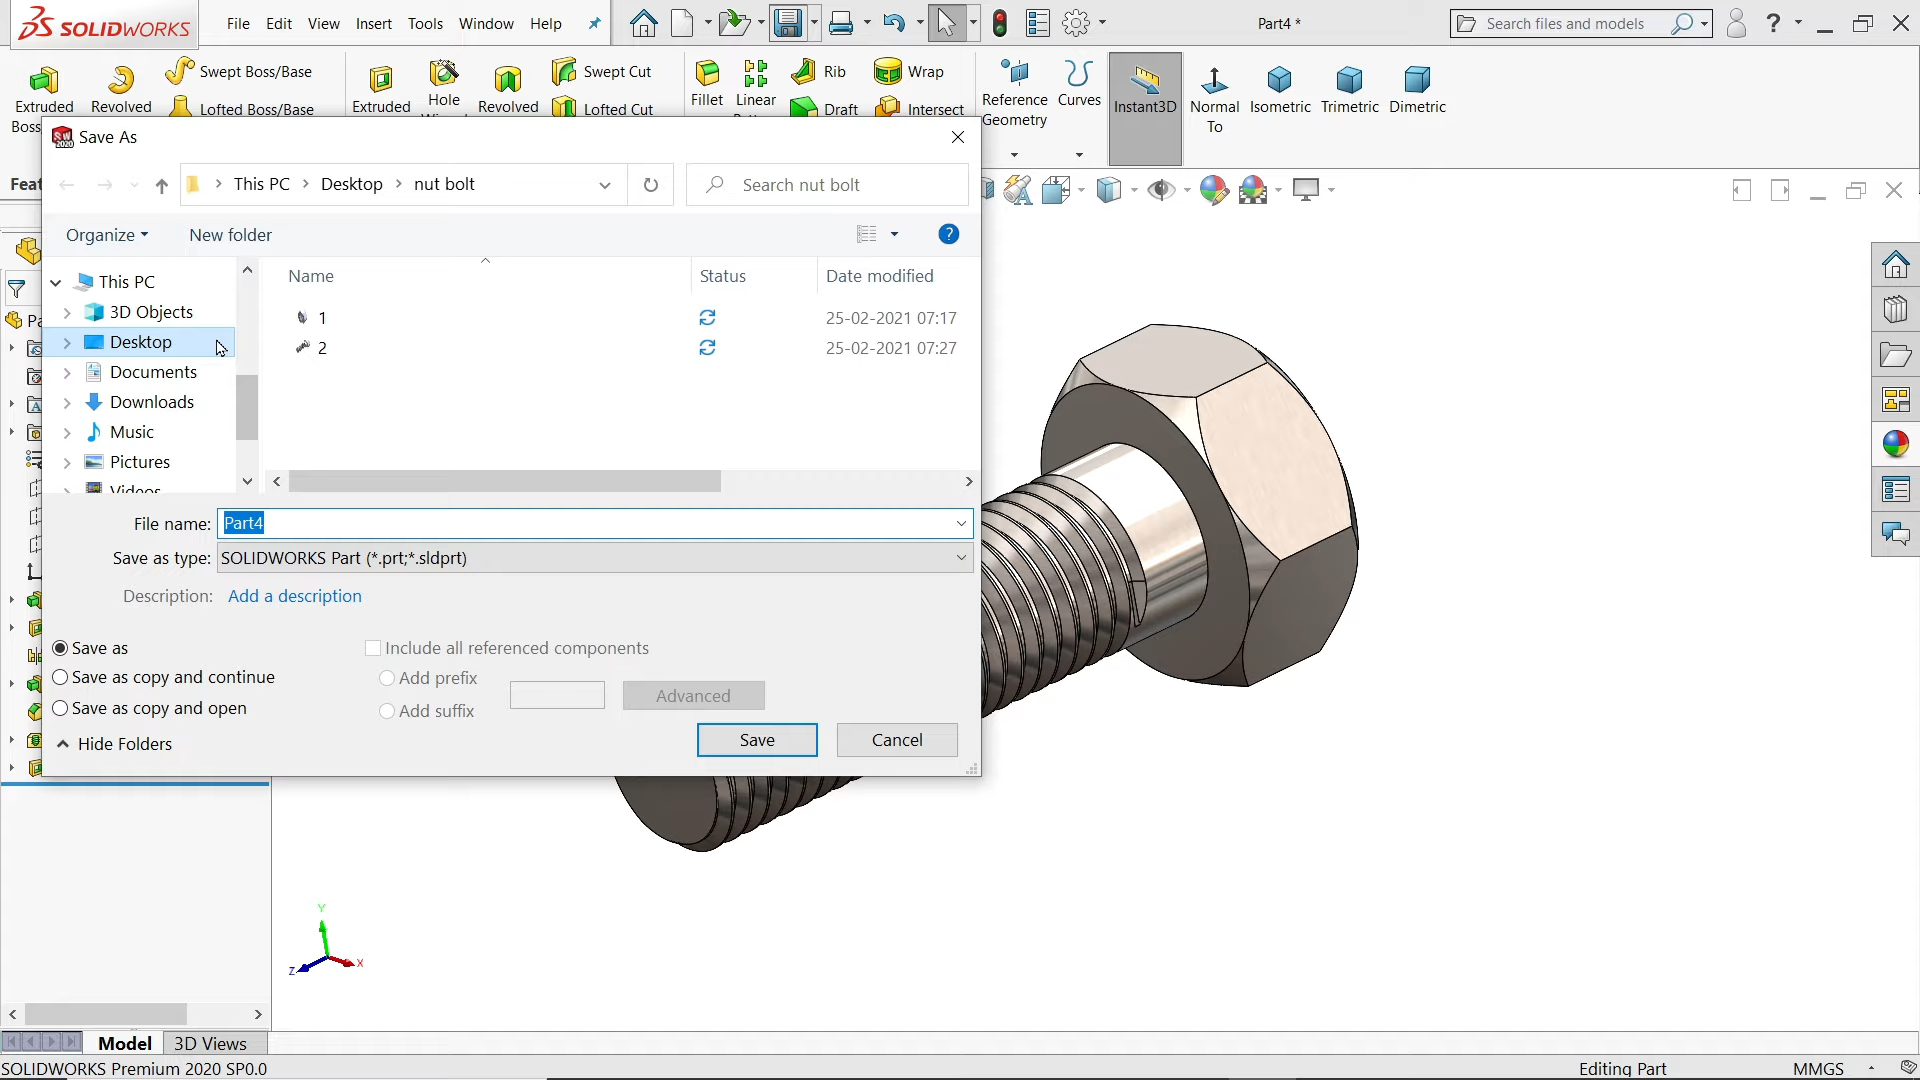 SOLIDWORKS
File Edit View Insert Tools Window Help
Part4 *
Search files and models
Extruded Boss
Revolved
Swept Boss/Base
Lofted Boss/Base
Extruded
Hole
Revolved
Swept Cut
Lofted Cut
Fillet
Linear
Rib
Draft
Wrap
Intersect
Reference Geometry
Curves
Instant3D
Normal To
Isometric
Trimetric
Dimetric
Save As
This PC > Desktop > nut bolt
Search nut bolt
Organize
New folder
Name Status Date modified
This PC
3D Objects
Desktop
Documents
Downloads
Music
Pictures
Videos
1 25-02-2021 07:17
2 25-02-2021 07:27
File name: Part4
Save as type: SOLIDWORKS Part (*.prt;*.sldprt)
Description: Add a description
Save as
Save as copy and continue
Save as copy and open
Include all referenced components
Add prefix
Add suffix
Advanced
Hide Folders
Save
Cancel
Y
Z
X
Model
3D Views
SOLIDWORKS Premium 2020 SP0.0
Editing Part
MMGS